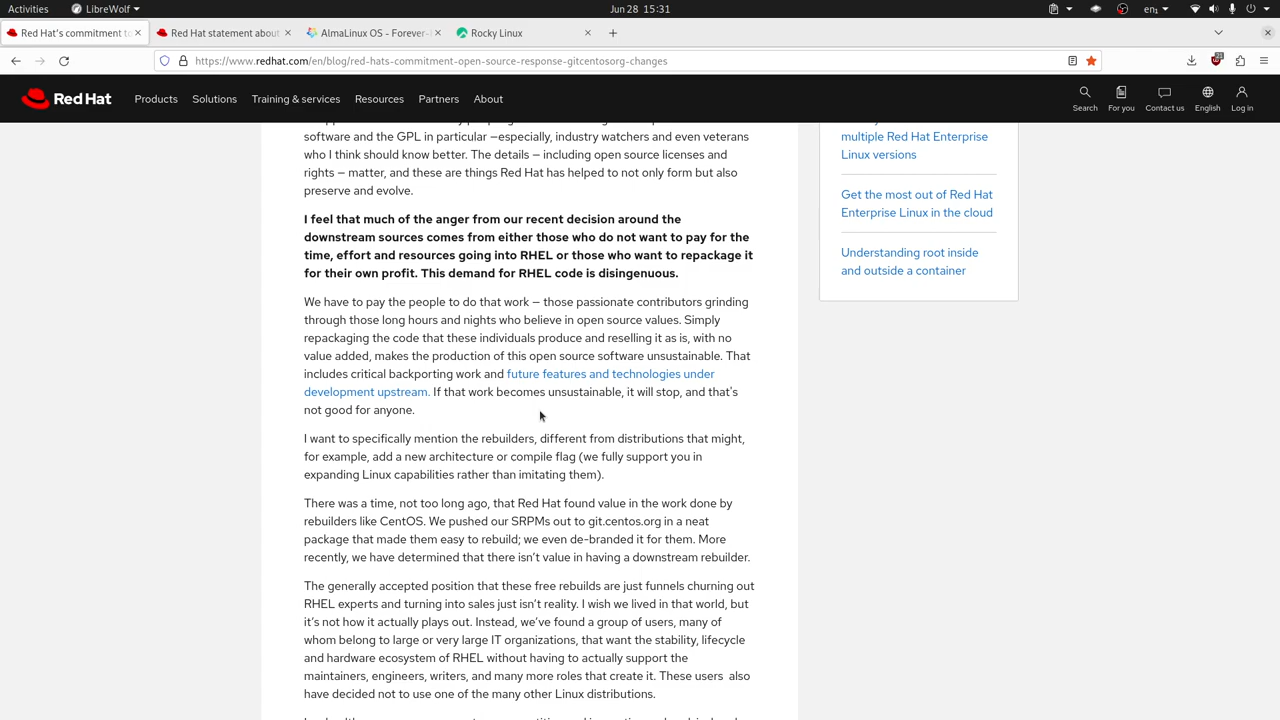 Activities
LibreWolf
Jun 28 15:31
en₁
Red Hat's commitment to
Red Hat statement about
AlmaLinux OS - Forever-
Rocky Linux
https://www.redhat.com/en/blog/red-hats-commitment-open-source-response-gitcentosorg-changes
Red Hat
Products
Solutions
Training & services
Resources
Partners
About
Search
For you
Contact us
English
Log in
software and the GPL in particular —especially, industry watchers and even veterans
who I think should know better. The details — including open source licenses and
rights — matter, and these are things Red Hat has helped to not only form but also
preserve and evolve.
I feel that much of the anger from our recent decision around the
downstream sources comes from either those who do not want to pay for the
time, effort and resources going into RHEL or those who want to repackage it
for their own profit. This demand for RHEL code is disingenuous.
We have to pay the people to do that work — those passionate contributors grinding
through those long hours and nights who believe in open source values. Simply
repackaging the code that these individuals produce and reselling it as is, with no
value added, makes the production of this open source software unsustainable. That
includes critical backporting work and future features and technologies under
development upstream. If that work becomes unsustainable, it will stop, and that's
not good for anyone.
I want to specifically mention the rebuilders, different from distributions that might,
for example, add a new architecture or compile flag (we fully support you in
expanding Linux capabilities rather than imitating them).
There was a time, not too long ago, that Red Hat found value in the work done by
rebuilders like CentOS. We pushed our SRPMs out to git.centos.org in a neat
package that made them easy to rebuild; we even de-branded it for them. More
recently, we have determined that there isn't value in having a downstream rebuilder.
The generally accepted position that these free rebuilds are just funnels churning out
RHEL experts and turning into sales just isn't reality. I wish we lived in that world, but
it's not how it actually plays out. Instead, we've found a group of users, many of
whom belong to large or very large IT organizations, that want the stability, lifecycle
and hardware ecosystem of RHEL without having to actually support the
maintainers, engineers, writers, and many more roles that create it. These users also
have decided not to use one of the many other Linux distributions.
multiple Red Hat Enterprise
Linux versions
Get the most out of Red Hat
Enterprise Linux in the cloud
Understanding root inside
and outside a container